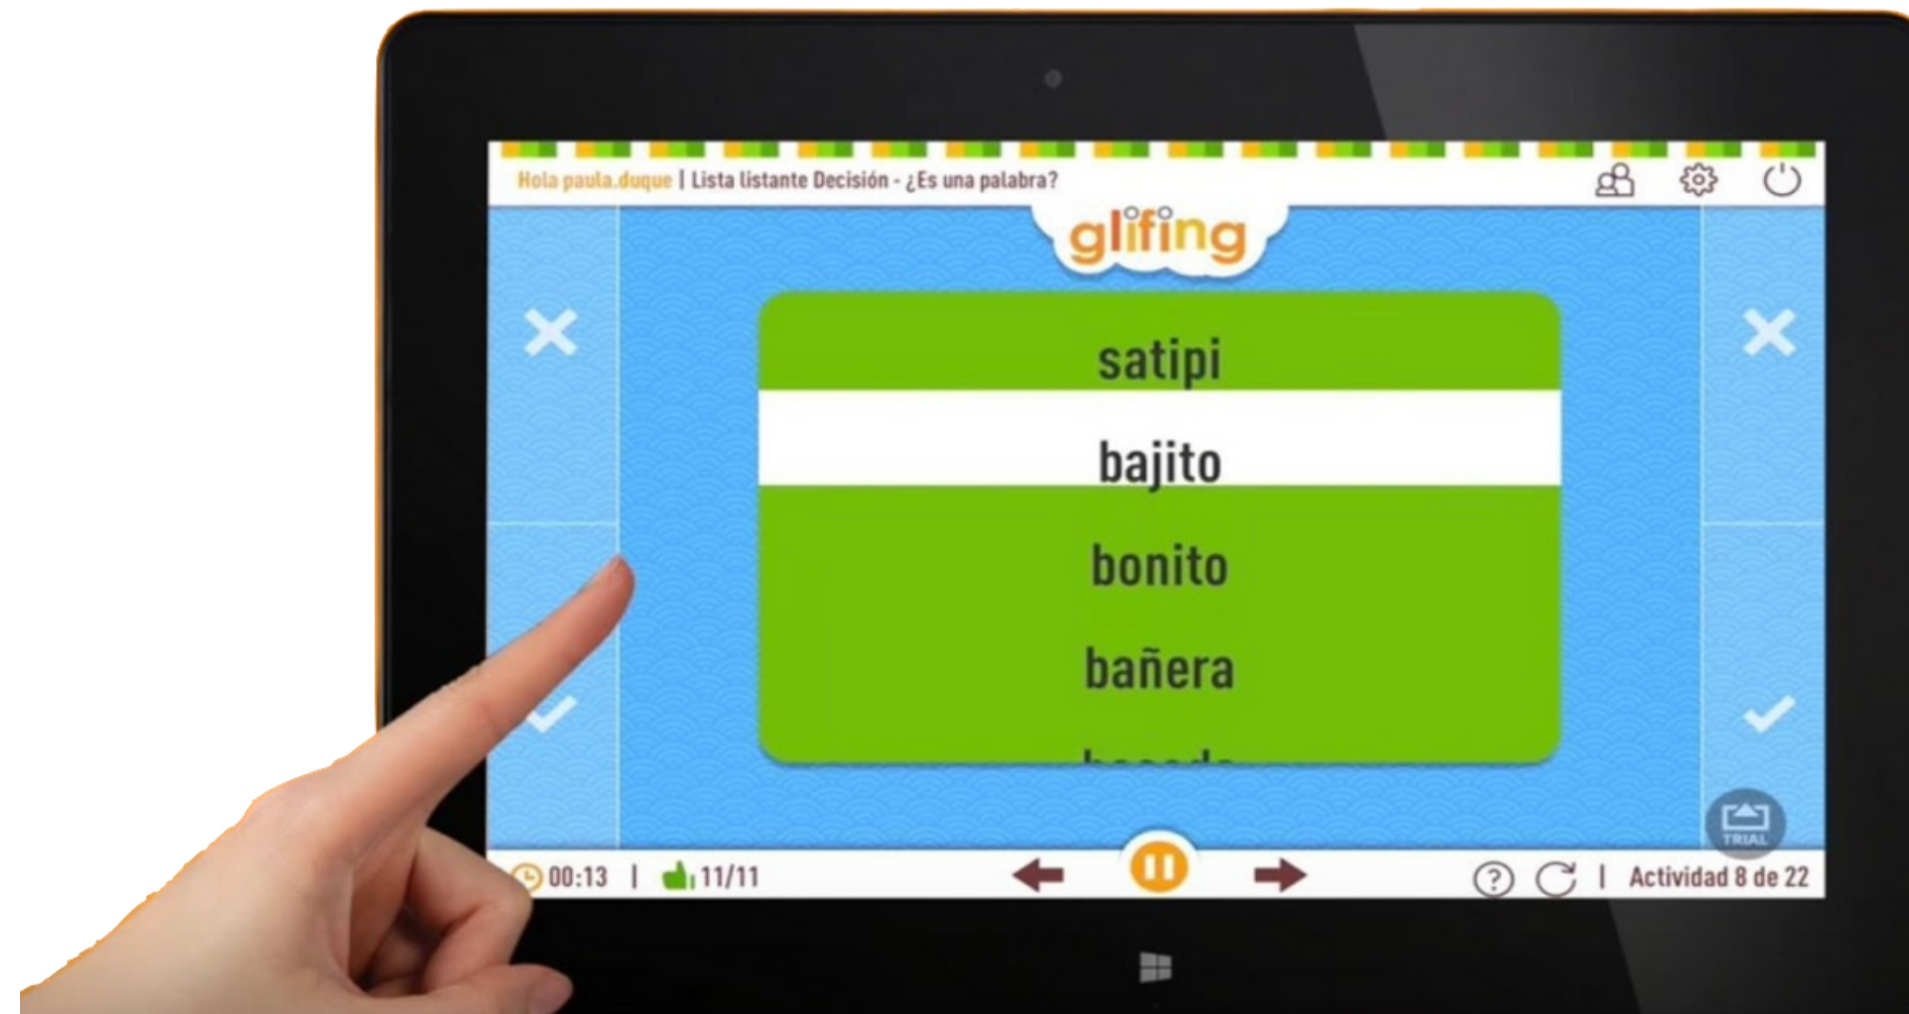 Hola paula.duque | Lista listante Decisión - ¿Es una palabra?
glifing
satipi
bajito
bonito
bañera
TRIAL
00:13 | 11/11
Actividad 8 de 22